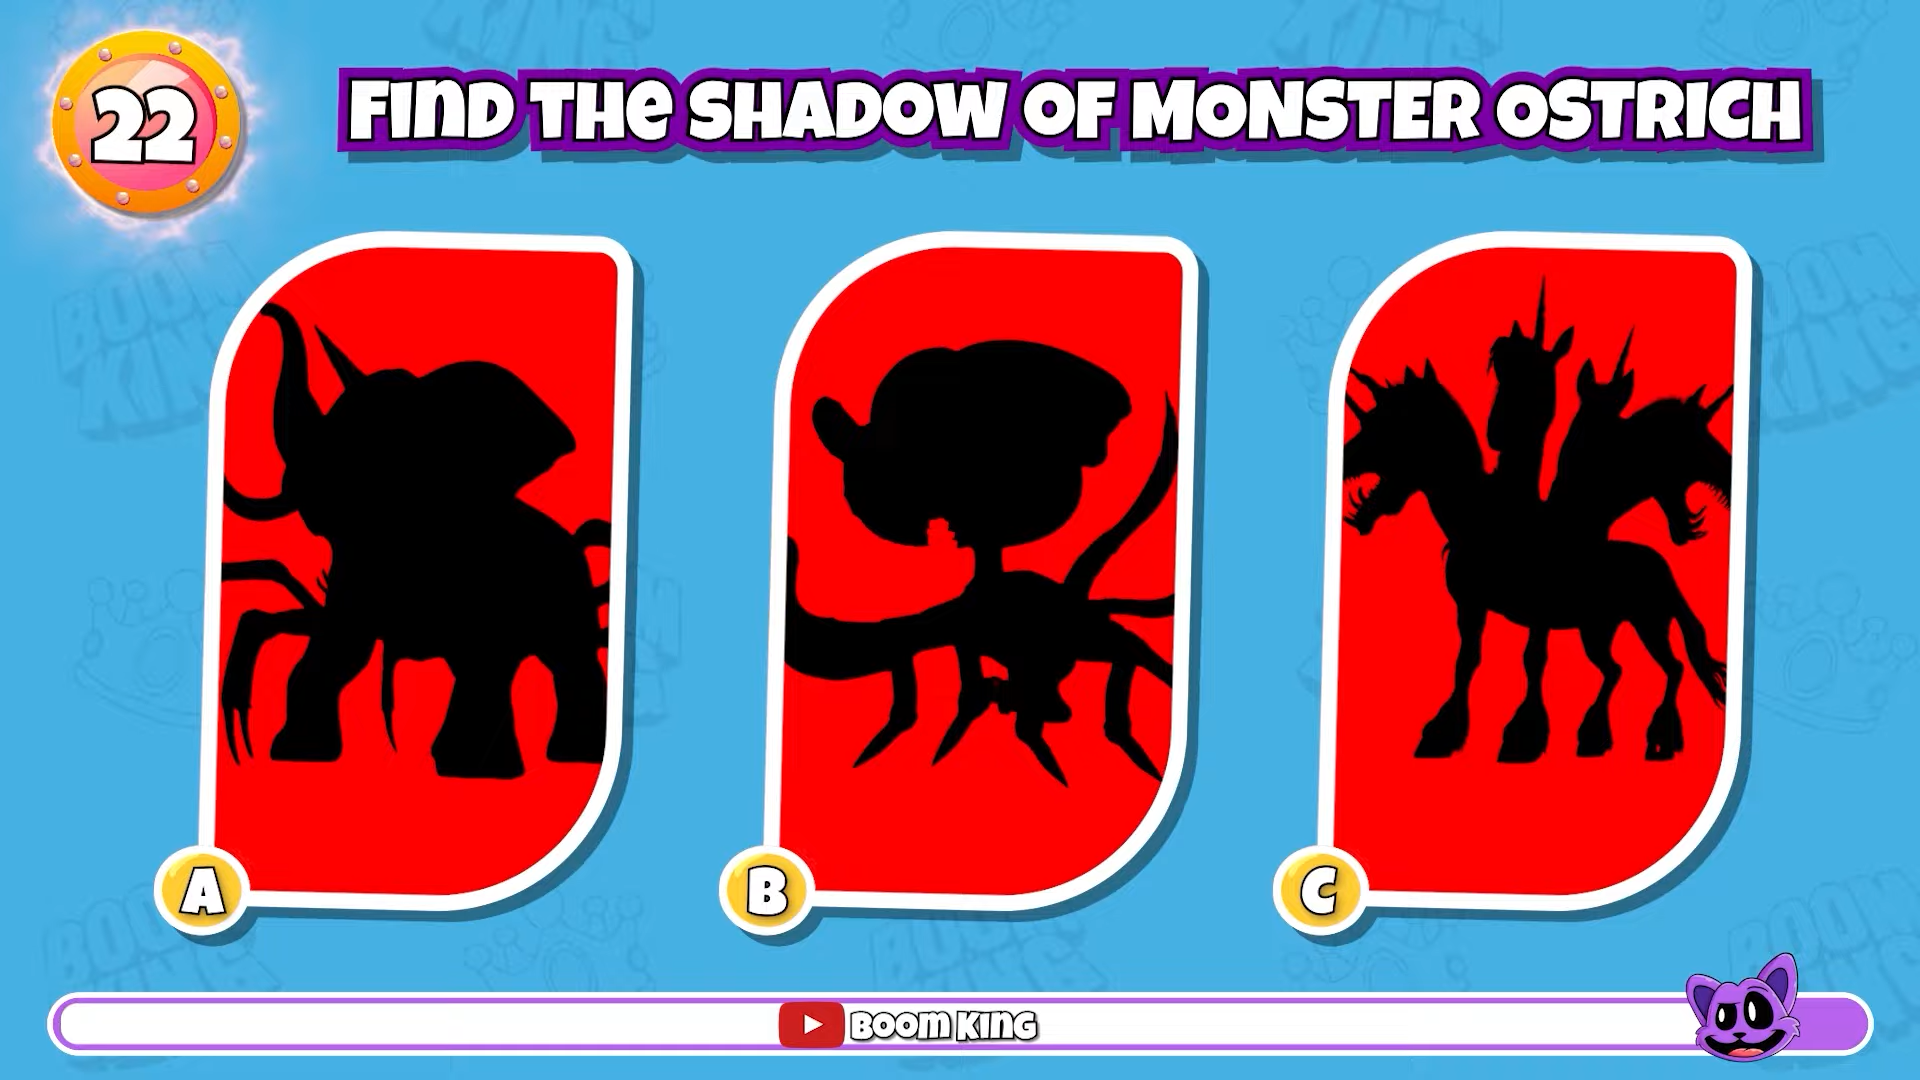 22
FIND THE SHADOW OF MONSTER OSTRICH
A
B
C
BOOM KING